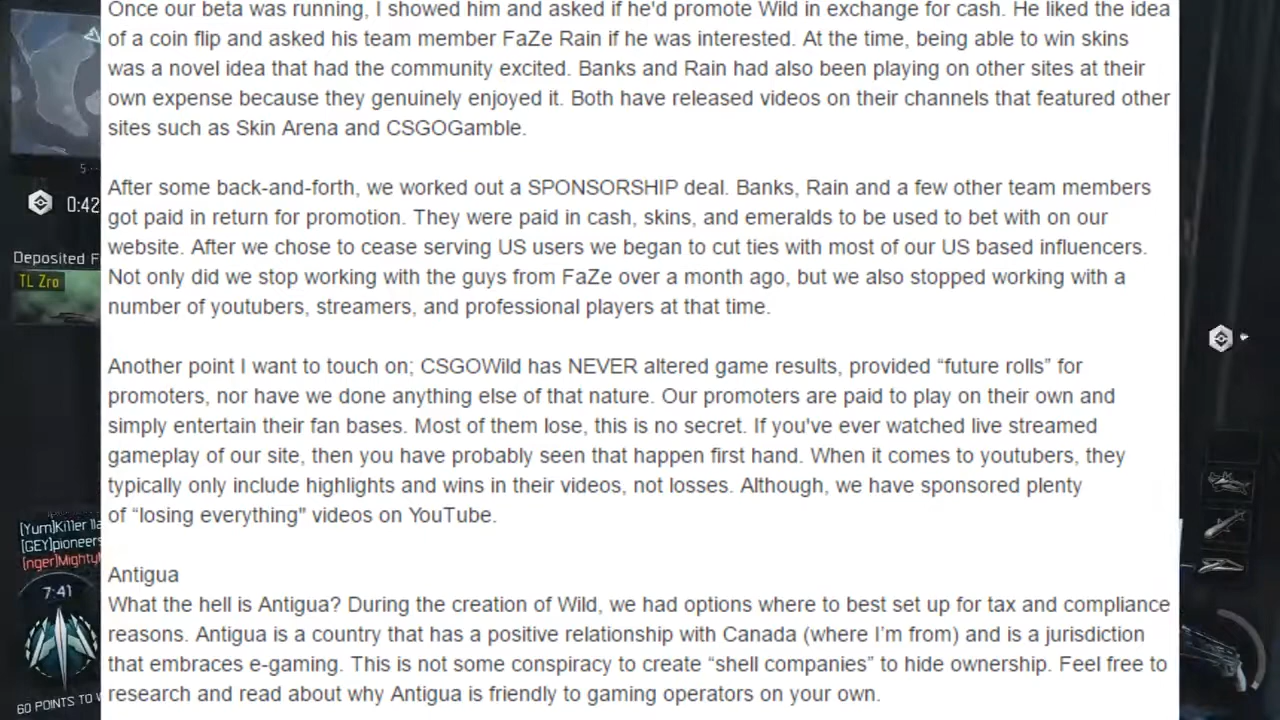 Once our beta was running, I showed him and asked if he'd promote Wild in exchange for cash. He liked the idea
of a coin flip and asked his team member FaZe Rain if he was interested. At the time, being able to win skins
was a novel idea that had the community excited. Banks and Rain had also been playing on other sites at their
own expense because they genuinely enjoyed it. Both have released videos on their channels that featured other
sites such as Skin Arena and CSGOGamble.
After some back-and-forth, we worked out a SPONSORSHIP deal. Banks, Rain and a few other team members
got paid in return for promotion. They were paid in cash, skins, and emeralds to be used to bet with on our
website. After we chose to cease serving US users we began to cut ties with most of our US based influencers.
Not only did we stop working with the guys from FaZe over a month ago, but we also stopped working with a
number of youtubers, streamers, and professional players at that time.
Another point I want to touch on; CSGOWild has NEVER altered game results, provided “future rolls” for
promoters, nor have we done anything else of that nature. Our promoters are paid to play on their own and
simply entertain their fan bases. Most of them lose, this is no secret. If you've ever watched live streamed
gameplay of our site, then you have probably seen that happen first hand. When it comes to youtubers, they
typically only include highlights and wins in their videos, not losses. Although, we have sponsored plenty
of “losing everything" videos on YouTube.
Antigua
What the hell is Antigua? During the creation of Wild, we had options where to best set up for tax and compliance
reasons. Antigua is a country that has a positive relationship with Canada (where I’m from) and is a jurisdiction
that embraces e-gaming. This is not some conspiracy to create “shell companies” to hide ownership. Feel free to
research and read about why Antigua is friendly to gaming operators on your own.
0:42
Deposited F
TL Zro
[Yum]Killer
[GEY]pioneers
[nger]Mighty
7:41
60 POINTS TO